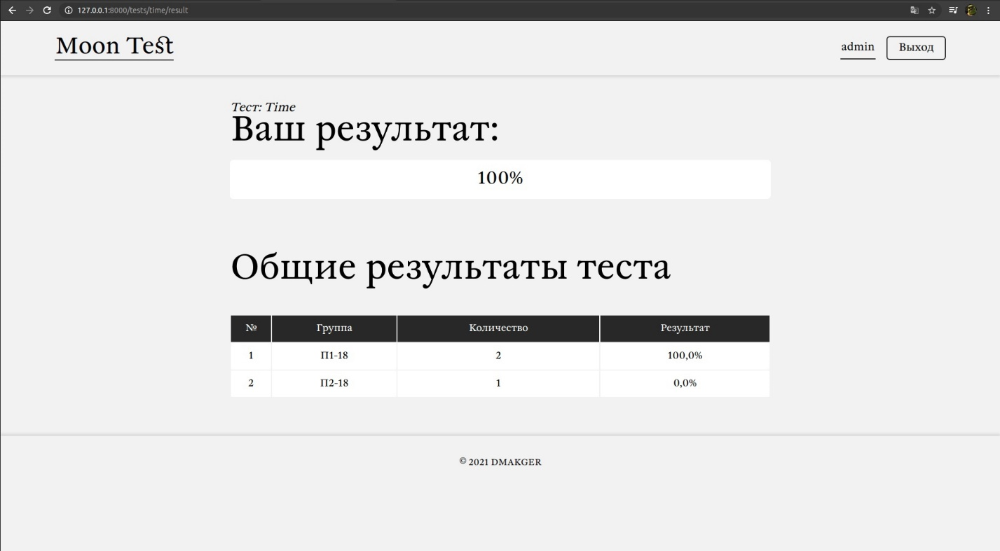 127.0.0.1:8000/tests/time/result
Moon Test
admin
Выход
Тест: Time
Ваш результат:
100%
Общие результаты теста
№ Группа Количество Результат
1 П1-18 2 100,0%
2 П2-18 1 0,0%
© 2021 DMAKGER